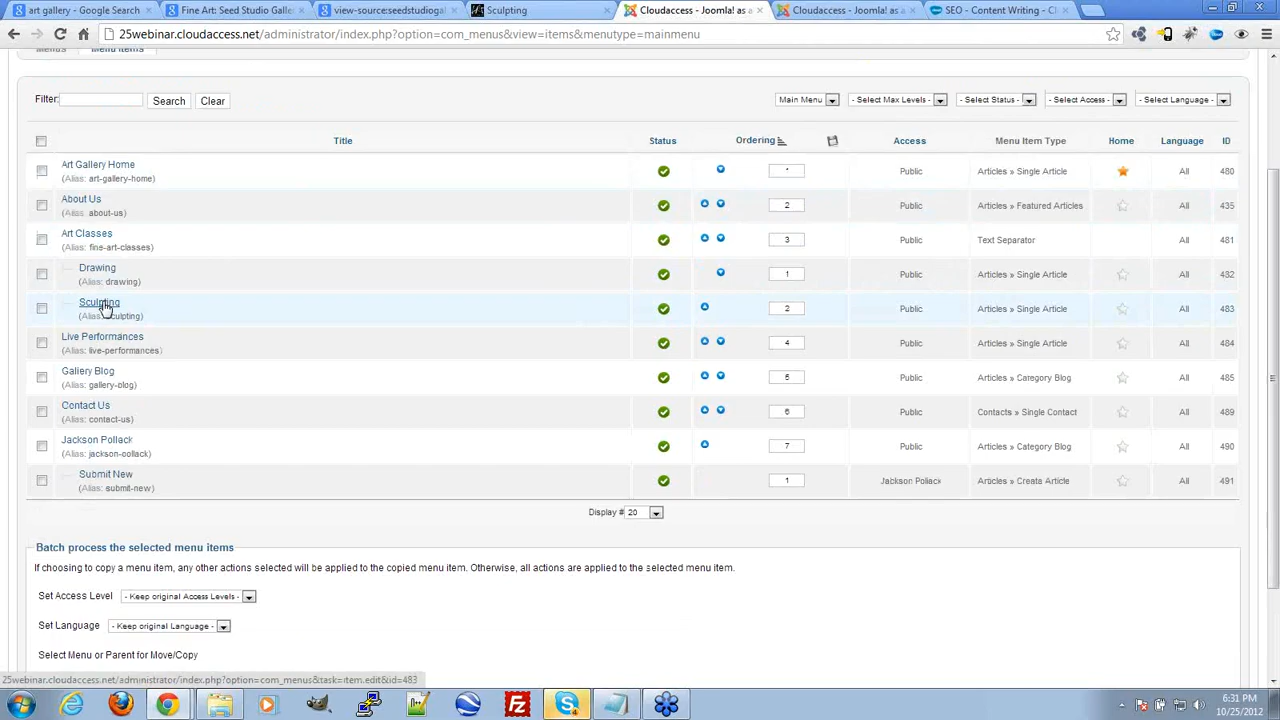 art gallery - Google Search
Fine Art: Seed Studio Galler
view-source:seedstudiogal
Sculpting
Cloudaccess - Joomla! as a
Cloudaccess - Joomla! as a
SEO - Content Writing - Cl
25webinar.cloudaccess.net/administrator/index.php?option=com_menus&view=items&menutype=mainmenu
Menus Menu Items
Filter: Search Clear Main Menu - Select Max Levels - - Select Status - - Select Access - - Select Language -
Title Status Ordering Access Menu Item Type Home Language ID
Art Gallery Home
(Alias: art-gallery-home)
1 Public Articles » Single Article All 480
About Us
(Alias: about-us)
2 Public Articles » Featured Articles All 435
Art Classes
(Alias: fine-art-classes)
3 Public Text Separator All 481
Drawing
(Alias: drawing)
1 Public Articles » Single Article All 482
Sculpting
(Alias: sculpting)
2 Public Articles » Single Article All 483
Live Performances
(Alias: live-performances)
4 Public Articles » Single Article All 484
Gallery Blog
(Alias: gallery-blog)
5 Public Articles » Category Blog All 485
Contact Us
(Alias: contact-us)
6 Public Contacts » Single Contact All 489
Jackson Pollack
(Alias: jackson-pollack)
7 Public Articles » Category Blog All 490
Submit New
(Alias: submit-new)
1 Jackson Pollack Articles » Create Article All 491
Display # 20
Batch process the selected menu items
If choosing to copy a menu item, any other actions selected will be applied to the copied menu item. Otherwise, all actions are applied to the selected menu item.
Set Access Level - Keep original Access Levels -
Set Language - Keep original Language -
Select Menu or Parent for Move/Copy
25webinar.cloudaccess.net/administrator/index.php?option=com_menus&task=item.edit&id=483
6:31 PM
10/25/2012